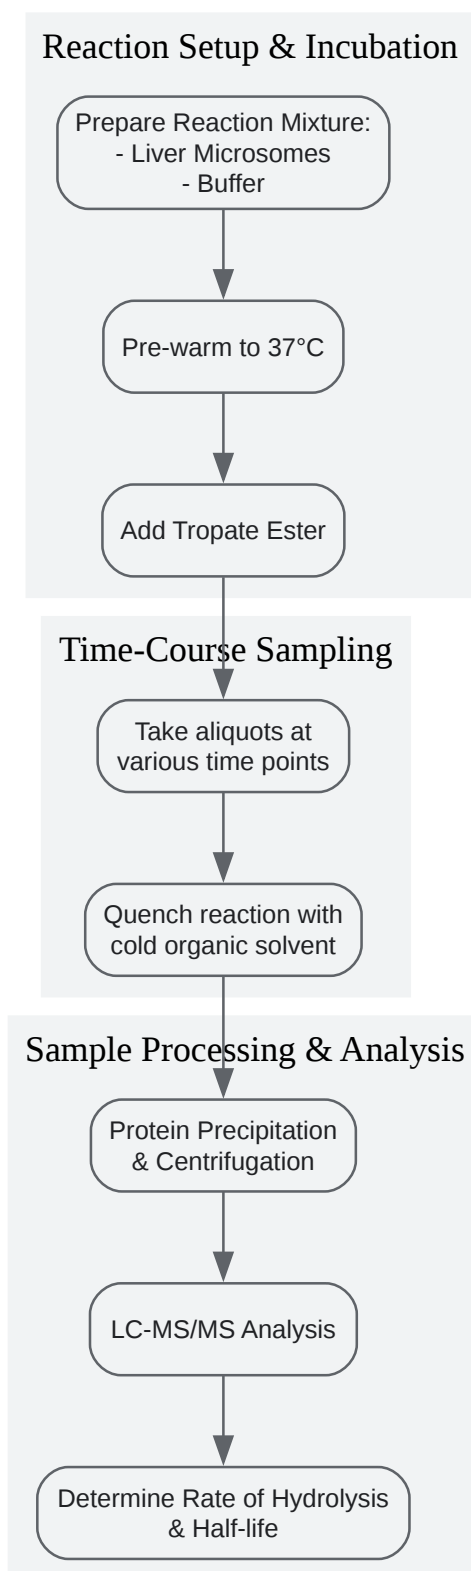 Reaction Setup & Incubation
Prepare Reaction Mixture:
- Liver Microsomes
- Buffer
Pre-warm to 37°C
Add Tropate Ester
Time-Course Sampling
Take aliquots at
various time points
Quench reaction with
cold organic solvent
Sample Processing & Analysis
Protein Precipitation
& Centrifugation
LC-MS/MS Analysis
Determine Rate of Hydrolysis
& Half-life